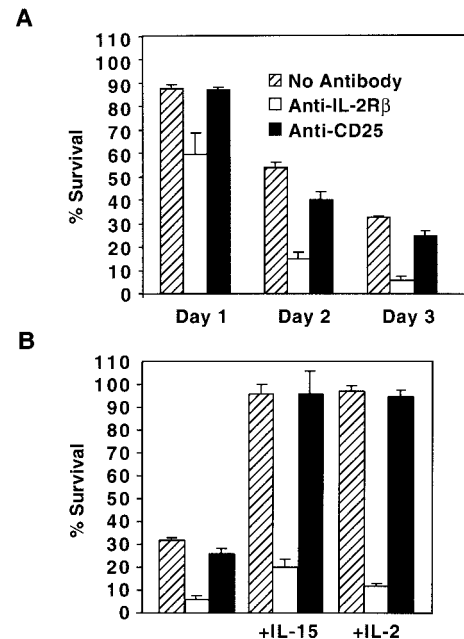 A
110
100
90
80
70
60
50
40
30
20
10
0
% Survival
No Antibody
Anti-IL-2Rβ
Anti-CD25
Day 1 Day 2 Day 3
B
110
100
90
80
70
60
50
40
30
20
10
0
% Survival
+IL-15 +IL-2